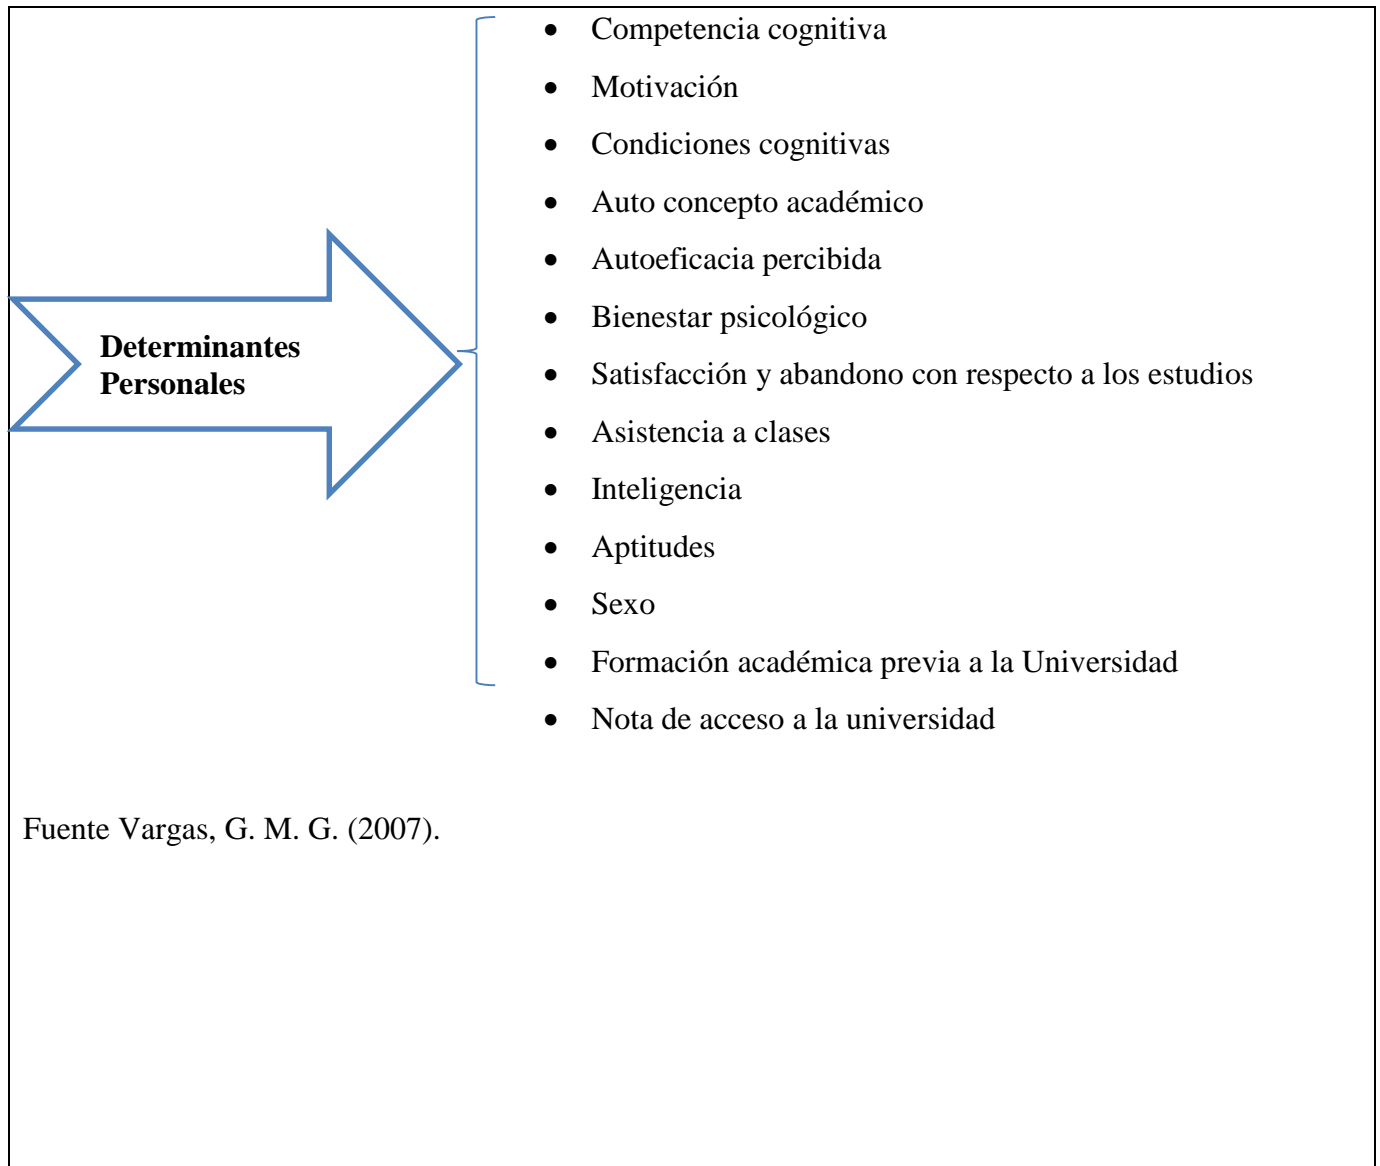 Determinantes
Personales
• Competencia cognitiva
• Motivación
• Condiciones cognitivas
• Auto concepto académico
• Autoeficacia percibida
• Bienestar psicológico
• Satisfacción y abandono con respecto a los estudios
• Asistencia a clases
• Inteligencia
• Aptitudes
• Sexo
• Formación académica previa a la Universidad
• Nota de acceso a la universidad
Fuente Vargas, G. M. G. (2007).